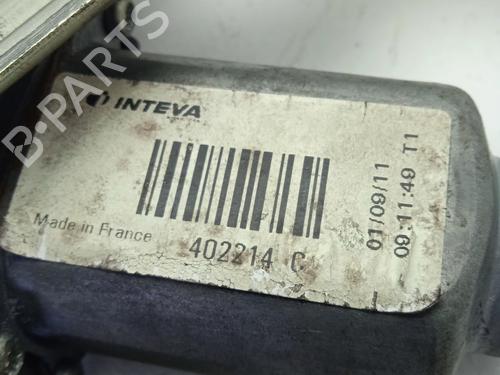 INTEVA
402214 C
Made in France
01/09/11
09:11:49 T1
B-PARTS